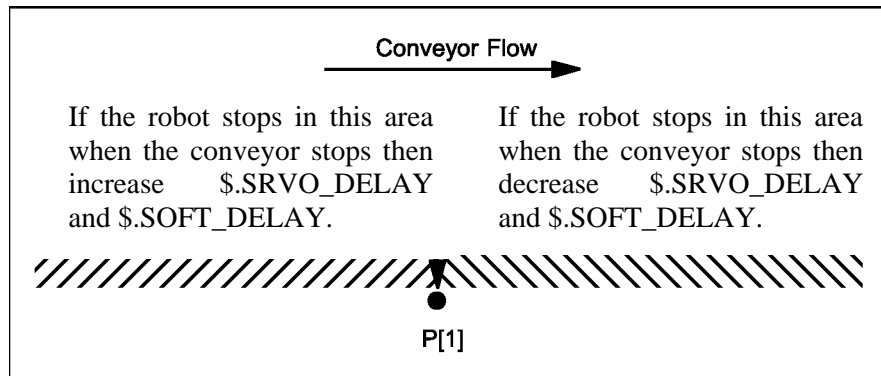 Conveyor Flow
If the robot stops in this area
when the conveyor stops then
increase $.SRVO_DELAY
and $.SOFT_DELAY.
If the robot stops in this area
when the conveyor stops then
decrease $.SRVO_DELAY
and $.SOFT_DELAY.
P[1]